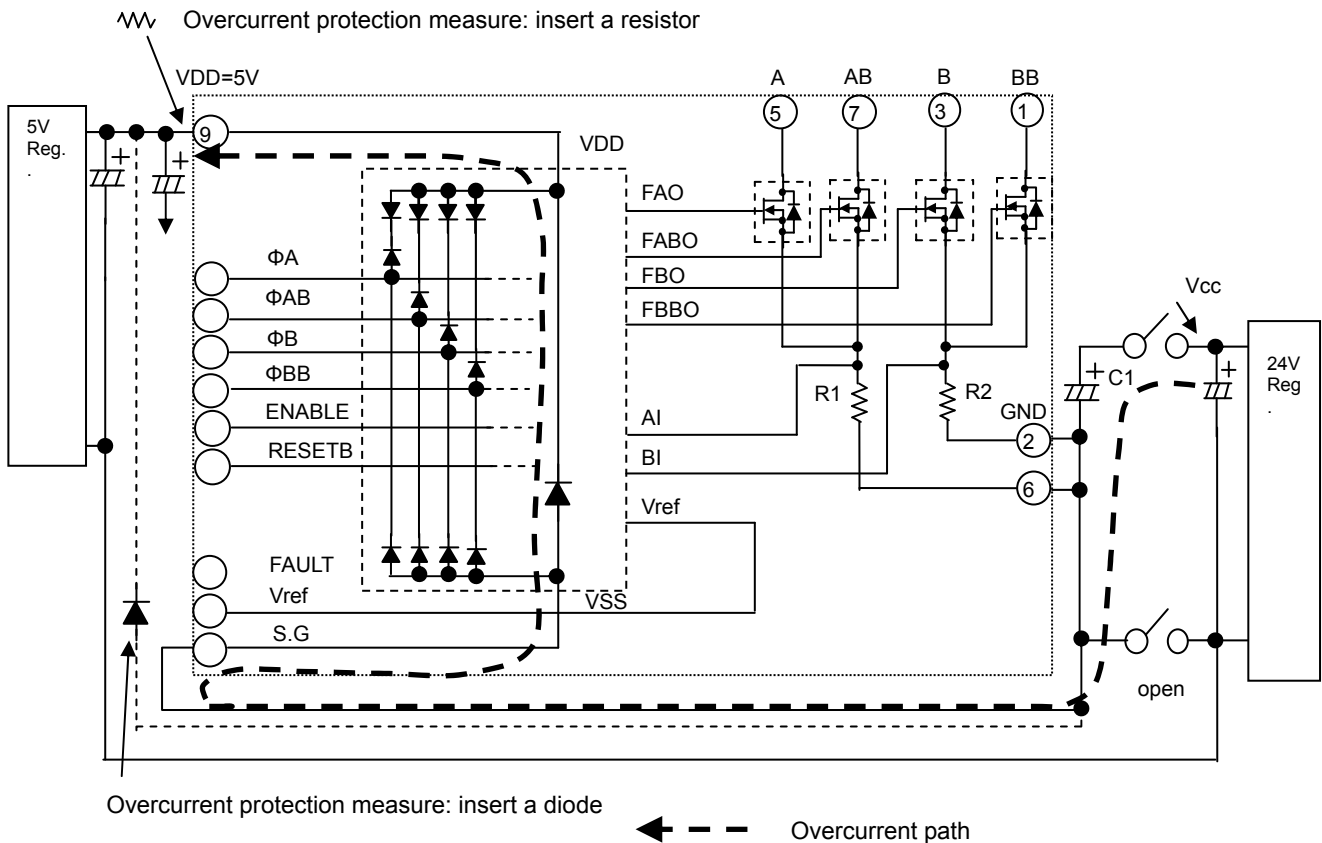 Overcurrent protection measure: insert a resistor
VDD=5V
A AB B BB
5 7 3 1
5V
Reg.
.
9
VDD
FAO
FABO
FBO
FBBO
ΦA
ΦAB
ΦB
ΦBB
ENABLE
RESETB
Vcc
+ + + +
C1
24V
Reg
.
R1 R2
GND
2
AI
BI
6
Vref
FAULT
Vref
VSS
S.G
open
Overcurrent protection measure: insert a diode
Overcurrent path